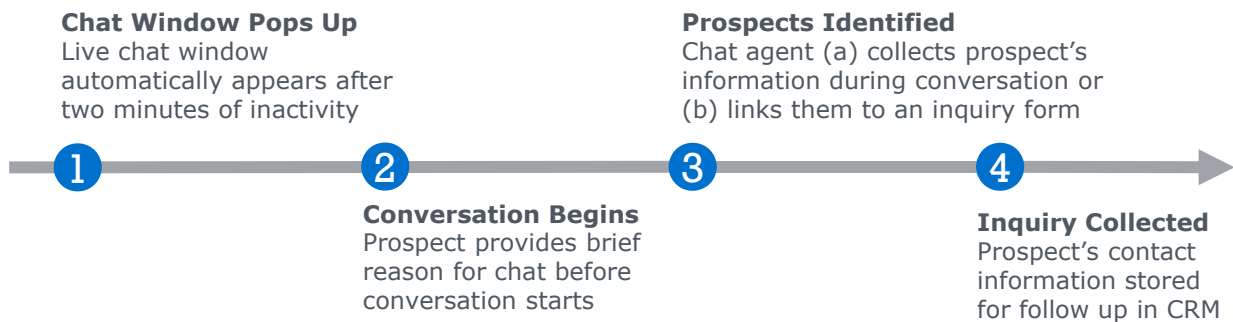 Chat Window Pops Up
Live chat window
automatically appears after
two minutes of inactivity
Prospects Identified
Chat agent (a) collects prospect’s
information during conversation or
(b) links them to an inquiry form
1
2
3
4
Conversation Begins
Prospect provides brief
reason for chat before
conversation starts
Inquiry Collected
Prospect’s contact
information stored
for follow up in CRM